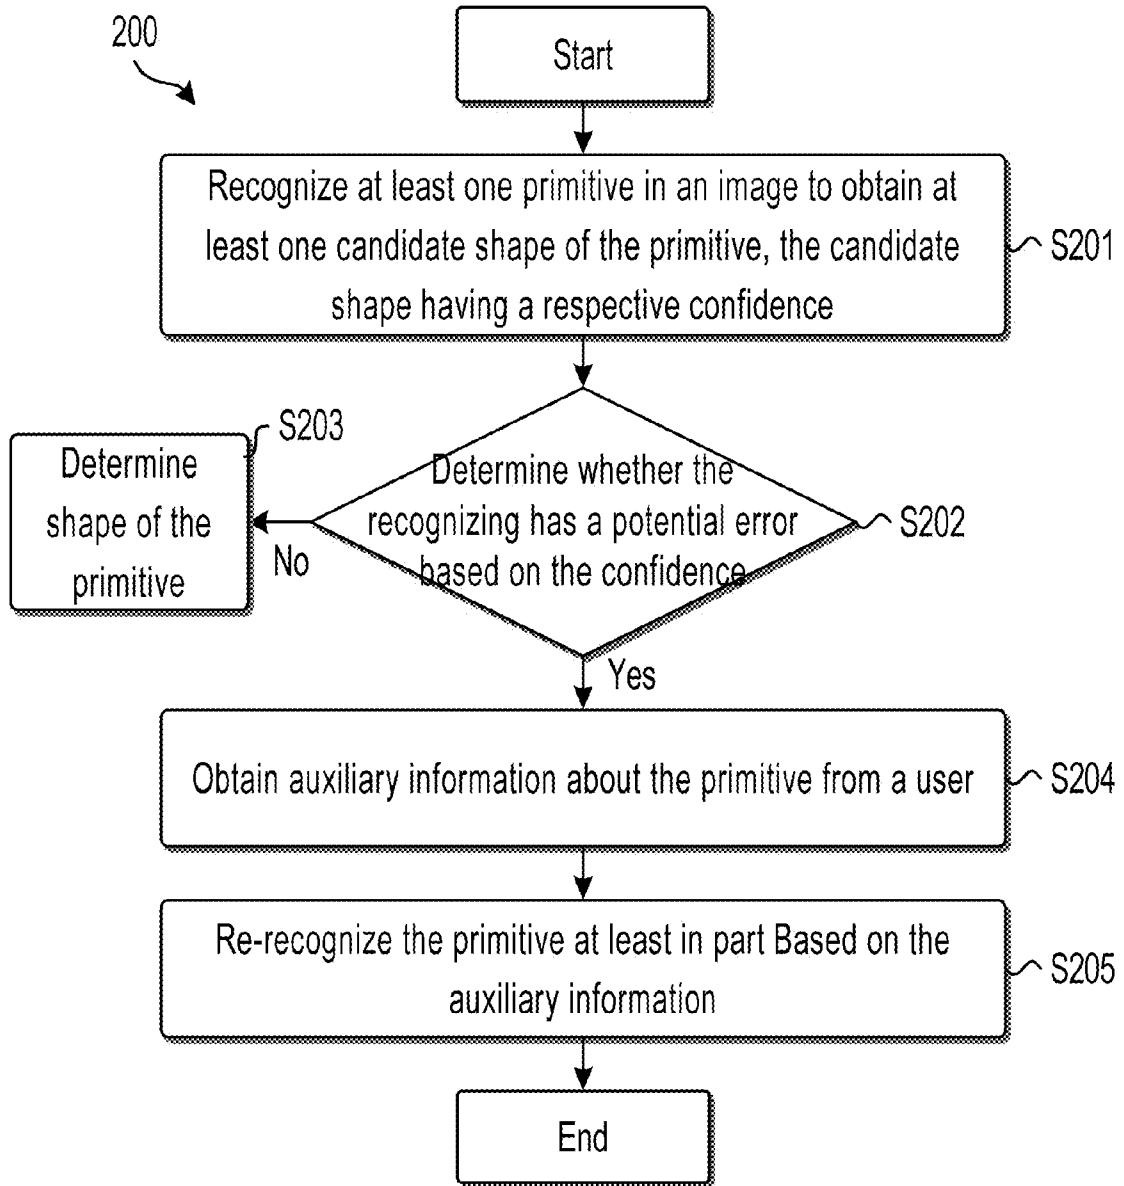 200
Start
Recognize at least one primitive in an image to obtain at
least one candidate shape of the primitive, the candidate
shape having a respective confidence
S201
S203
Determine
shape of the
primitive
Determine whether the
recognizing has a potential error
based on the confidence
S202
No
Yes
Obtain auxiliary information about the primitive from a user
S204
Re-recognize the primitive at least in part Based on the
auxiliary information
S205
End